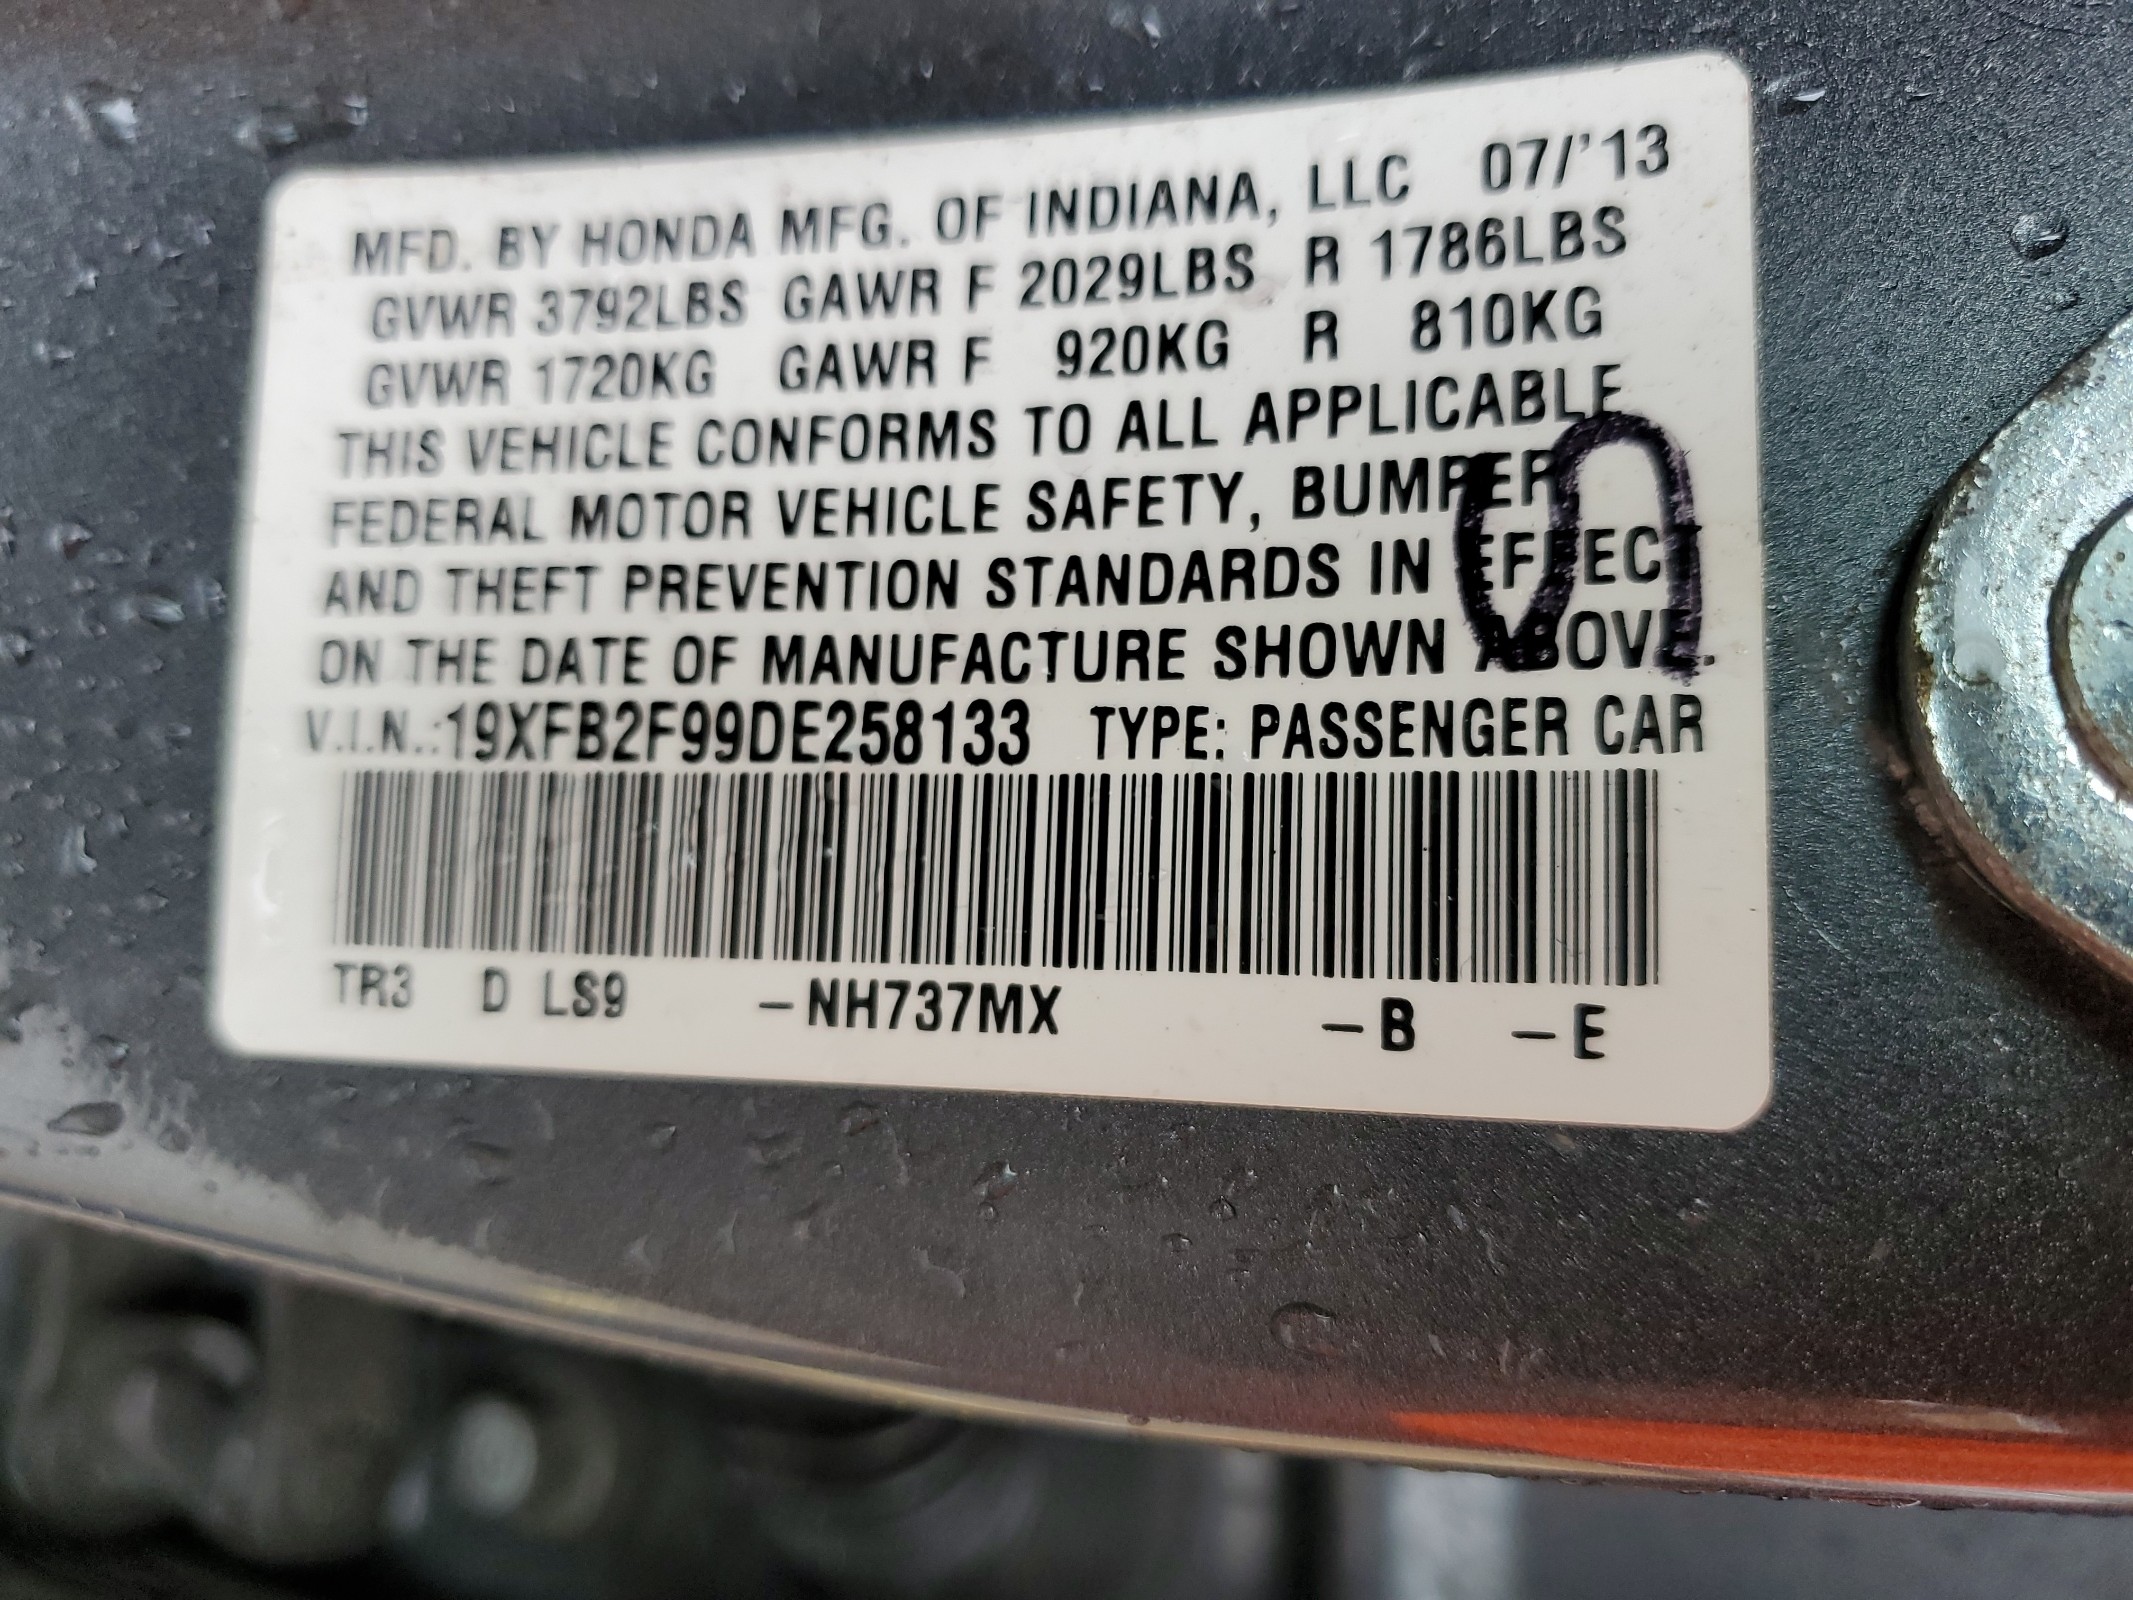 MFD. BY HONDA MFG. OF INDIANA, LLC 07/'13
GVWR 3792LBS GAWR F 2029LBS R 1786LBS
GVWR 1720KG GAWR F 920KG R 810KG
THIS VEHICLE CONFORMS TO ALL APPLICABLE
FEDERAL MOTOR VEHICLE SAFETY, BUMPER
AND THEFT PREVENTION STANDARDS IN EFFECT
ON THE DATE OF MANUFACTURE SHOWN ABOVE.
V.I.N.:19XFB2F99DE258133 TYPE: PASSENGER CAR
TR3 D LS9 –NH737MX –B –E